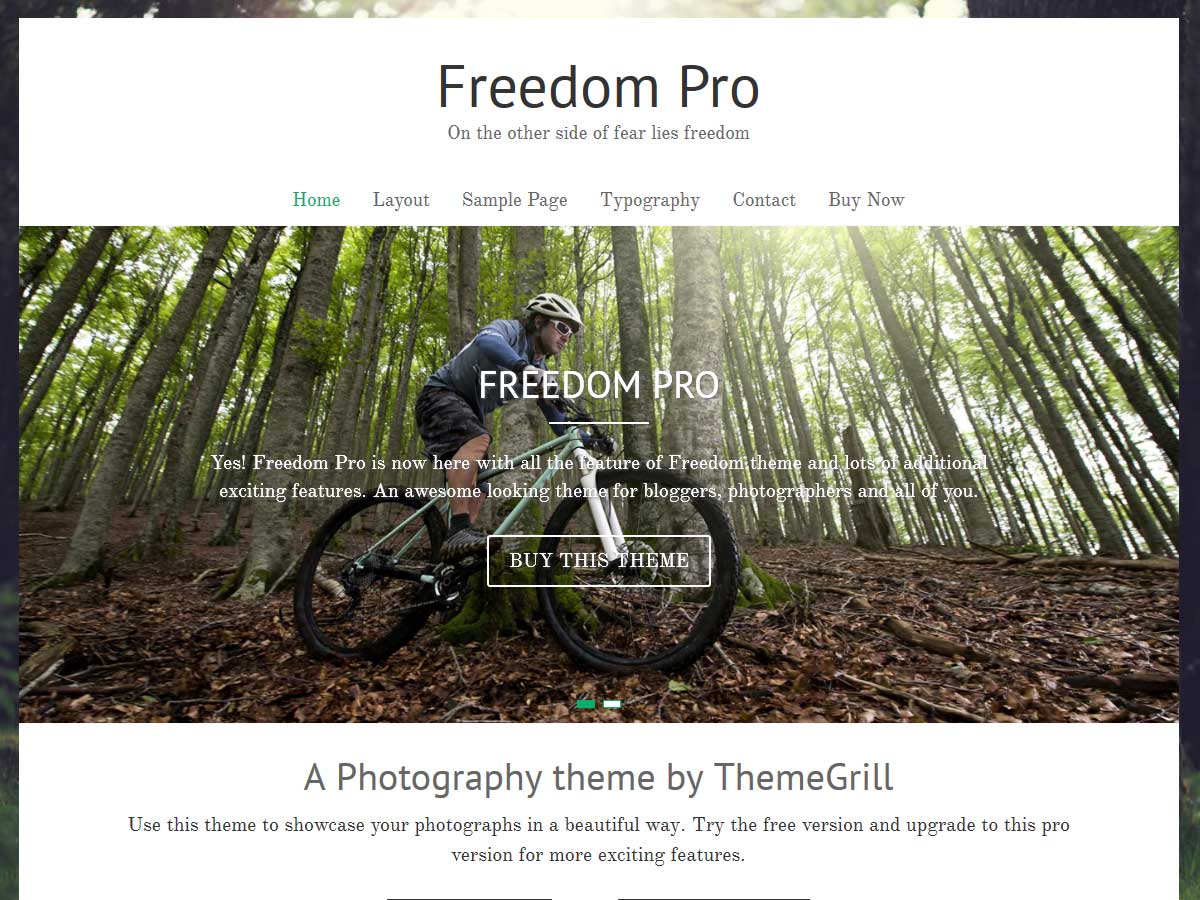 Freedom Pro
On the other side of fear lies freedom
Home Layout Sample Page Typography Contact Buy Now
FREEDOM PRO
Yes! Freedom Pro is now here with all the feature of Freedom theme and lots of additional
exciting features. An awesome looking theme for bloggers, photographers and all of you.
BUY THIS THEME
A Photography theme by ThemeGrill
Use this theme to showcase your photographs in a beautiful way. Try the free version and upgrade to this pro
version for more exciting features.